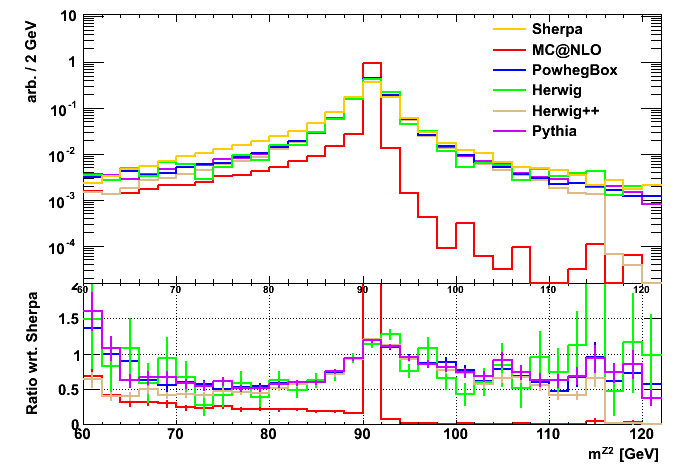 10
1
10⁻¹
10⁻²
10⁻³
10⁻⁴
arb. / 2 GeV
Sherpa
MC@NLO
PowhegBox
Herwig
Herwig++
Pythia
60 70 80 90 100 110 120
2
1.5
1
0.5
0
Ratio wrt. Sherpa
60 70 80 90 100 110 120
m^Z2 [GeV]